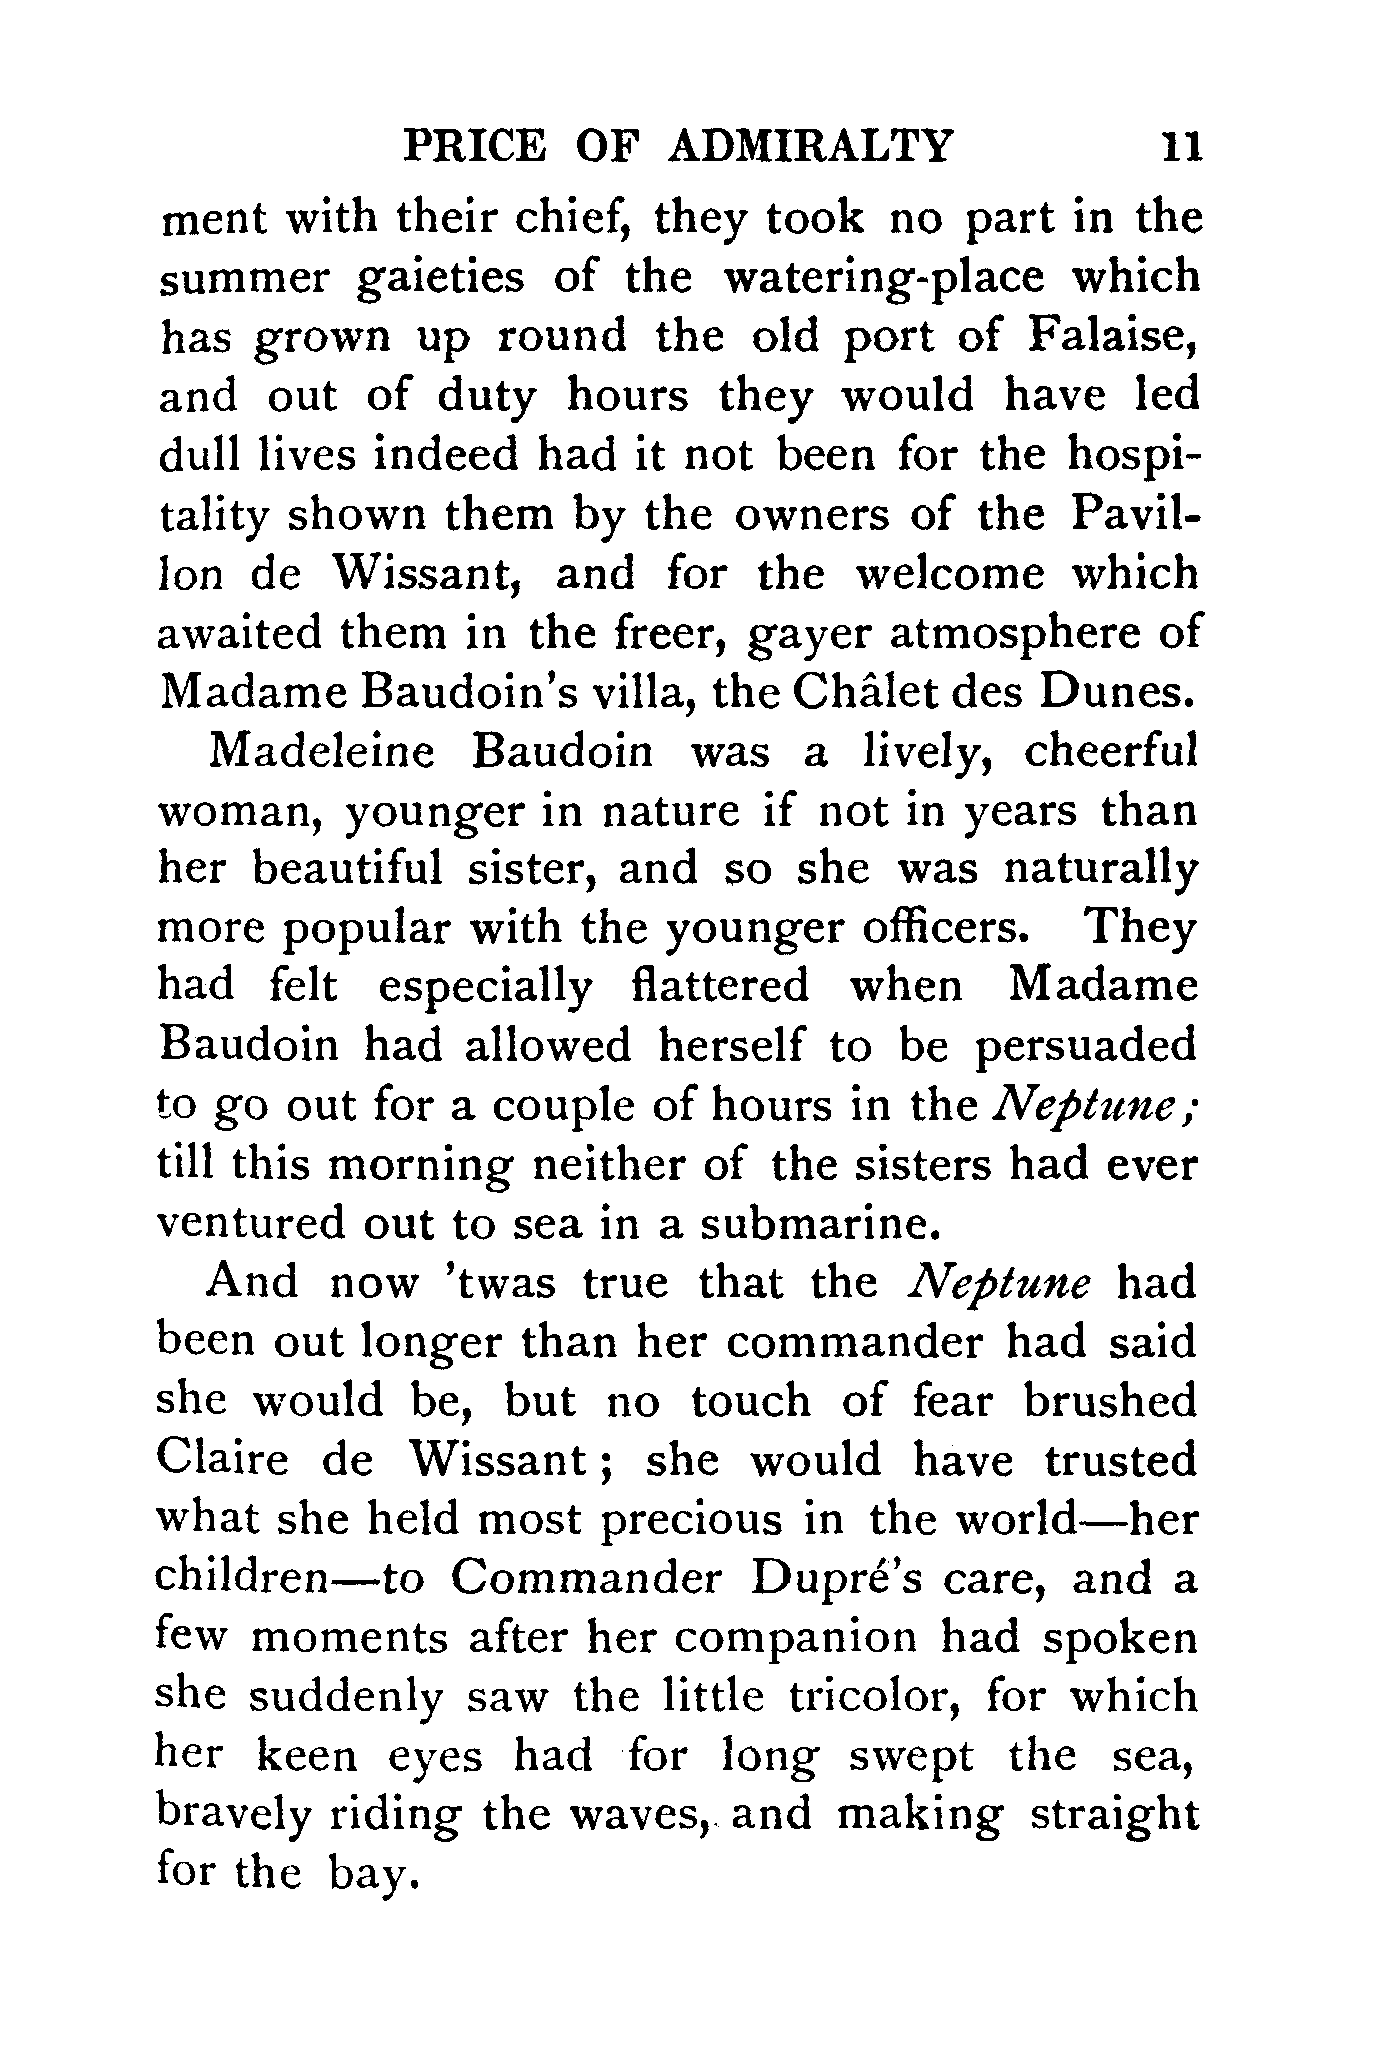 PRICE OF ADMIRALTY 11
ment with their chief, they took no part in the
summer gaieties of the watering-place which
has grown up round the old port of Falaise,
and out of duty hours they would have led
dull lives indeed had it not been for the hospi-
tality shown them by the owners of the Pavil-
lon de Wissant, and for the welcome which
awaited them in the freer, gayer atmosphere of
Madame Baudoin's villa, the Châlet des Dunes.
Madeleine Baudoin was a lively, cheerful
woman, younger in nature if not in years than
her beautiful sister, and so she was naturally
more popular with the younger officers. They
had felt especially flattered when Madame
Baudoin had allowed herself to be persuaded
to go out for a couple of hours in the Neptune;
till this morning neither of the sisters had ever
ventured out to sea in a submarine.
And now 'twas true that the Neptune had
been out longer than her commander had said
she would be, but no touch of fear brushed
Claire de Wissant; she would have trusted
what she held most precious in the world—her
children—to Commander Dupré's care, and a
few moments after her companion had spoken
she suddenly saw the little tricolor, for which
her keen eyes had for long swept the sea,
bravely riding the waves, and making straight
for the bay.